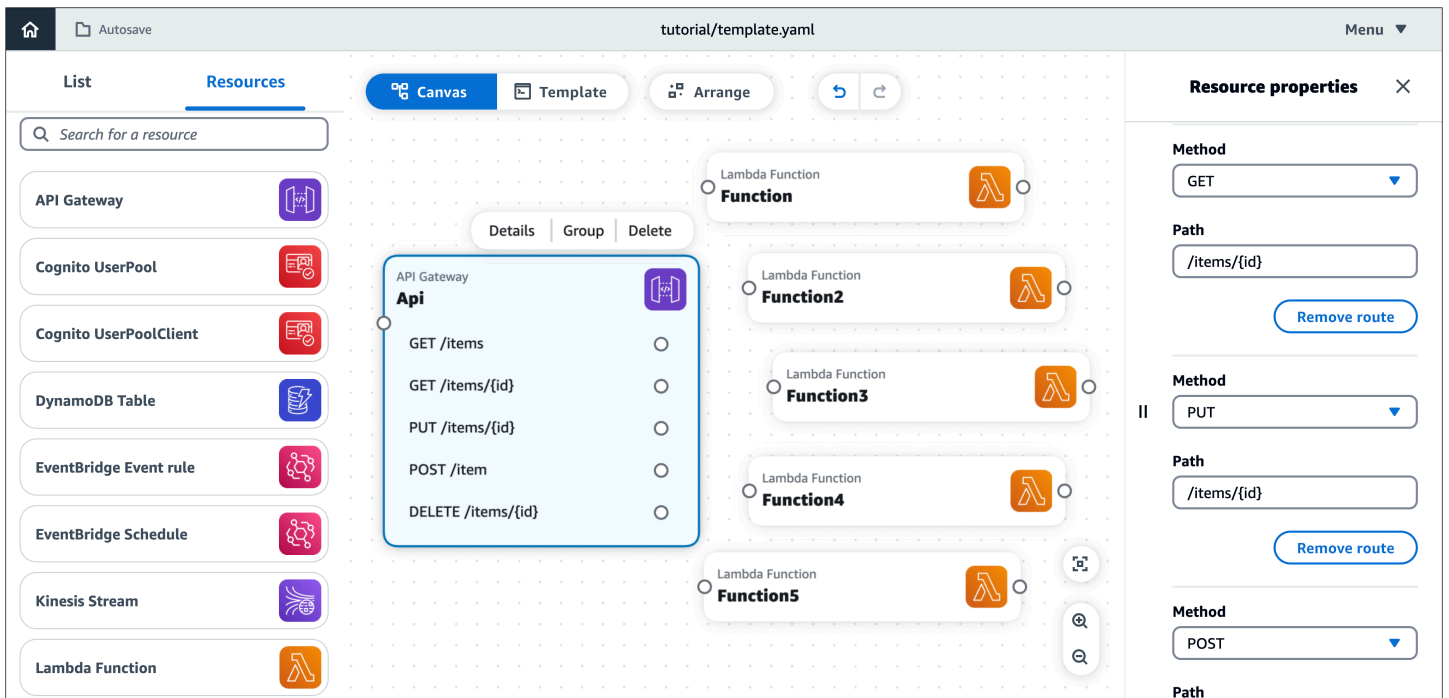 Autosave
tutorial/template.yaml
Menu
List
Resources
Search for a resource
API Gateway
Cognito UserPool
Cognito UserPoolClient
DynamoDB Table
EventBridge Event rule
EventBridge Schedule
Kinesis Stream
Lambda Function
Canvas
Template
Arrange
Details
Group
Delete
API Gateway
Api
GET /items
GET /items/{id}
PUT /items/{id}
POST /item
DELETE /items/{id}
Lambda Function
Function
Lambda Function
Function2
Lambda Function
Function3
Lambda Function
Function4
Lambda Function
Function5
Resource properties
Method
GET
Path
/items/{id}
Remove route
Method
PUT
Path
/items/{id}
Remove route
Method
POST
Path